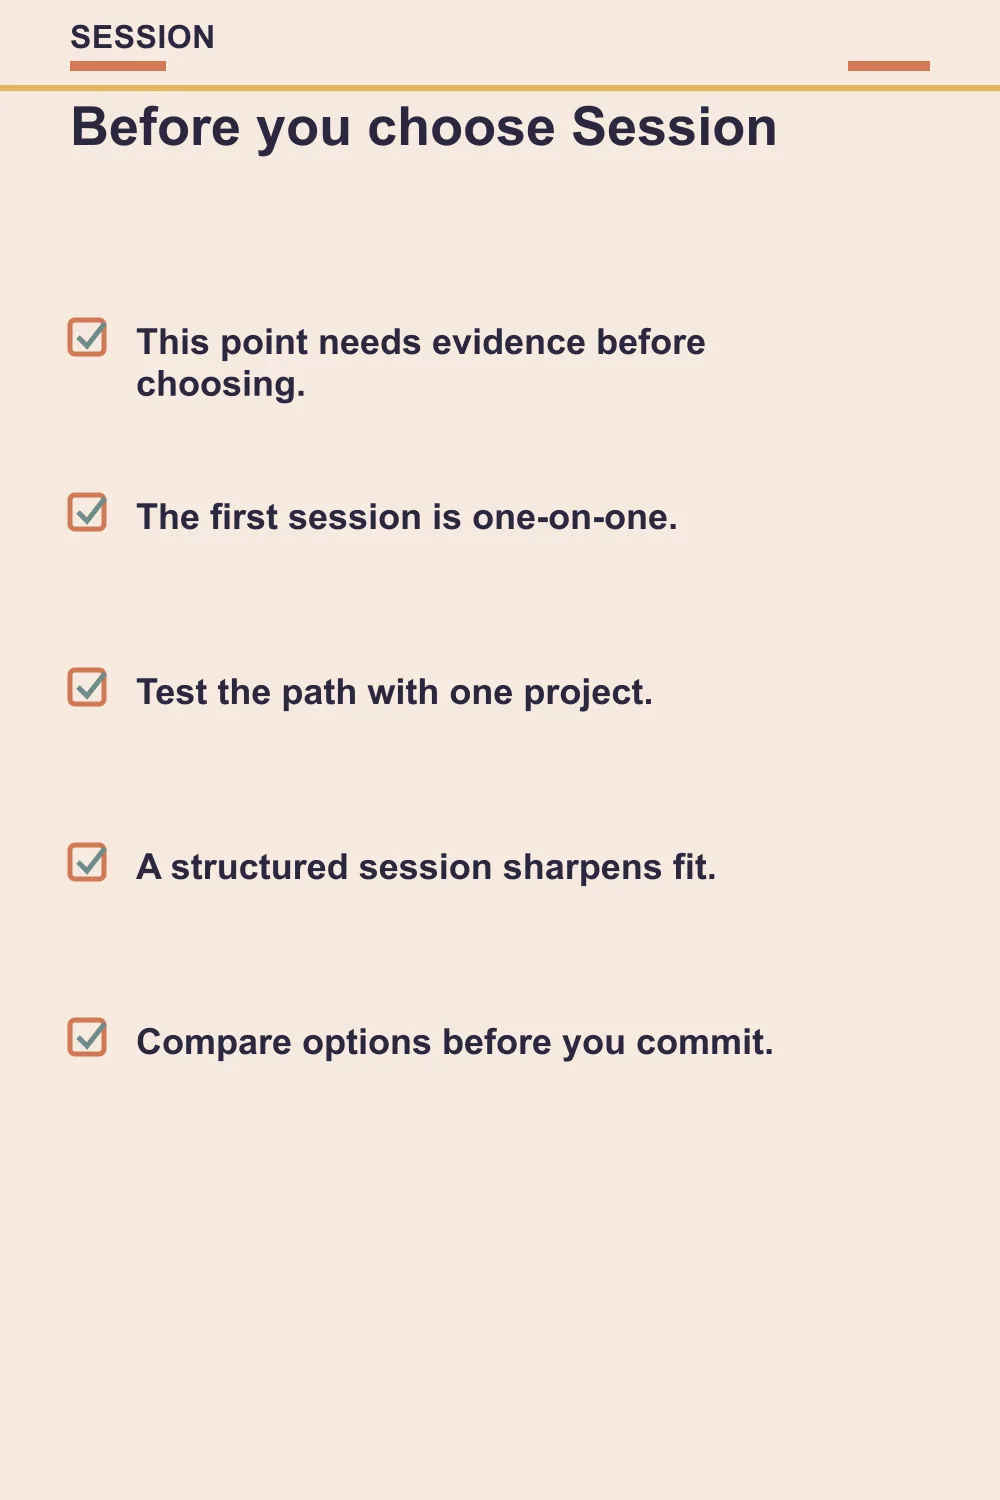 SESSION
Before you choose Session
This point needs evidence before
choosing.
The first session is one-on-one.
Test the path with one project.
A structured session sharpens fit.
Compare options before you commit.